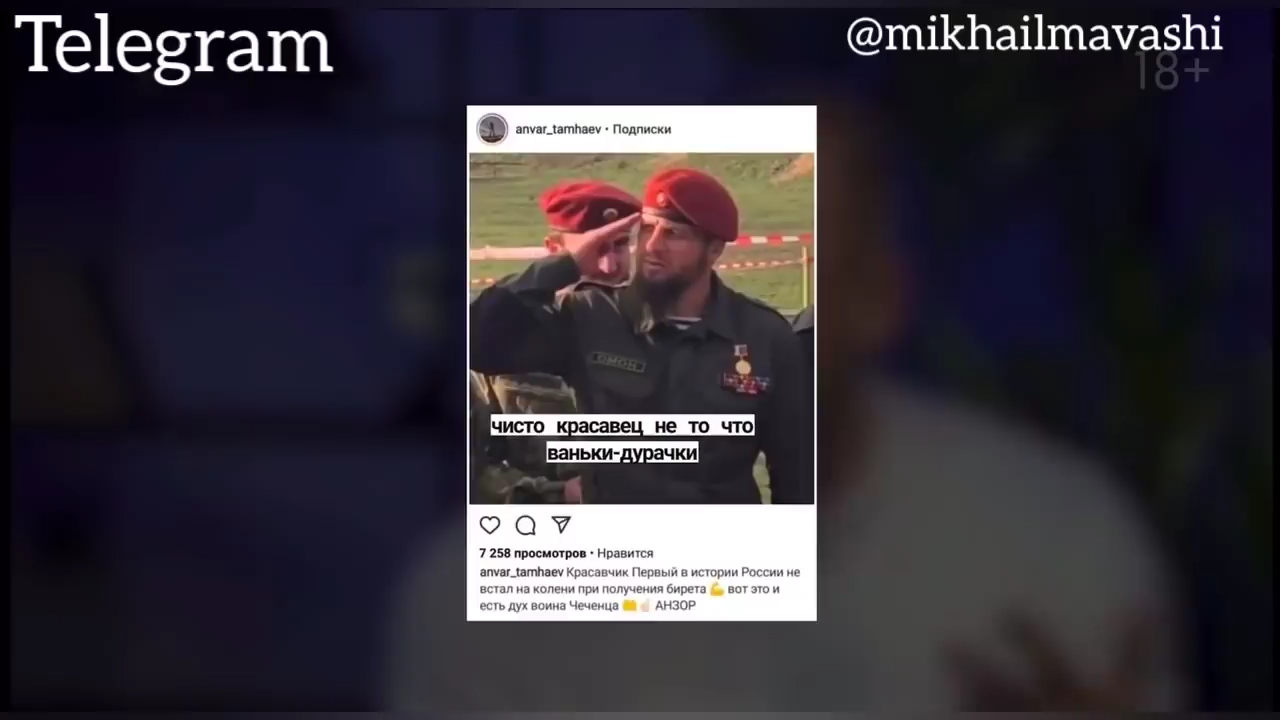 Telegram
@mikhailmavashi
18+
anvar_tamhaev • Подписки
ОМОН
чисто красавец не то что
ваньки-дурачки
7 258 просмотров • Нравится
anvar_tamhaev Красавчик Первый в истории России не
встал на колени при получения бирета 💪 вот это и
есть дух воина Чеченца 🤲☝🏻 АНЗОР